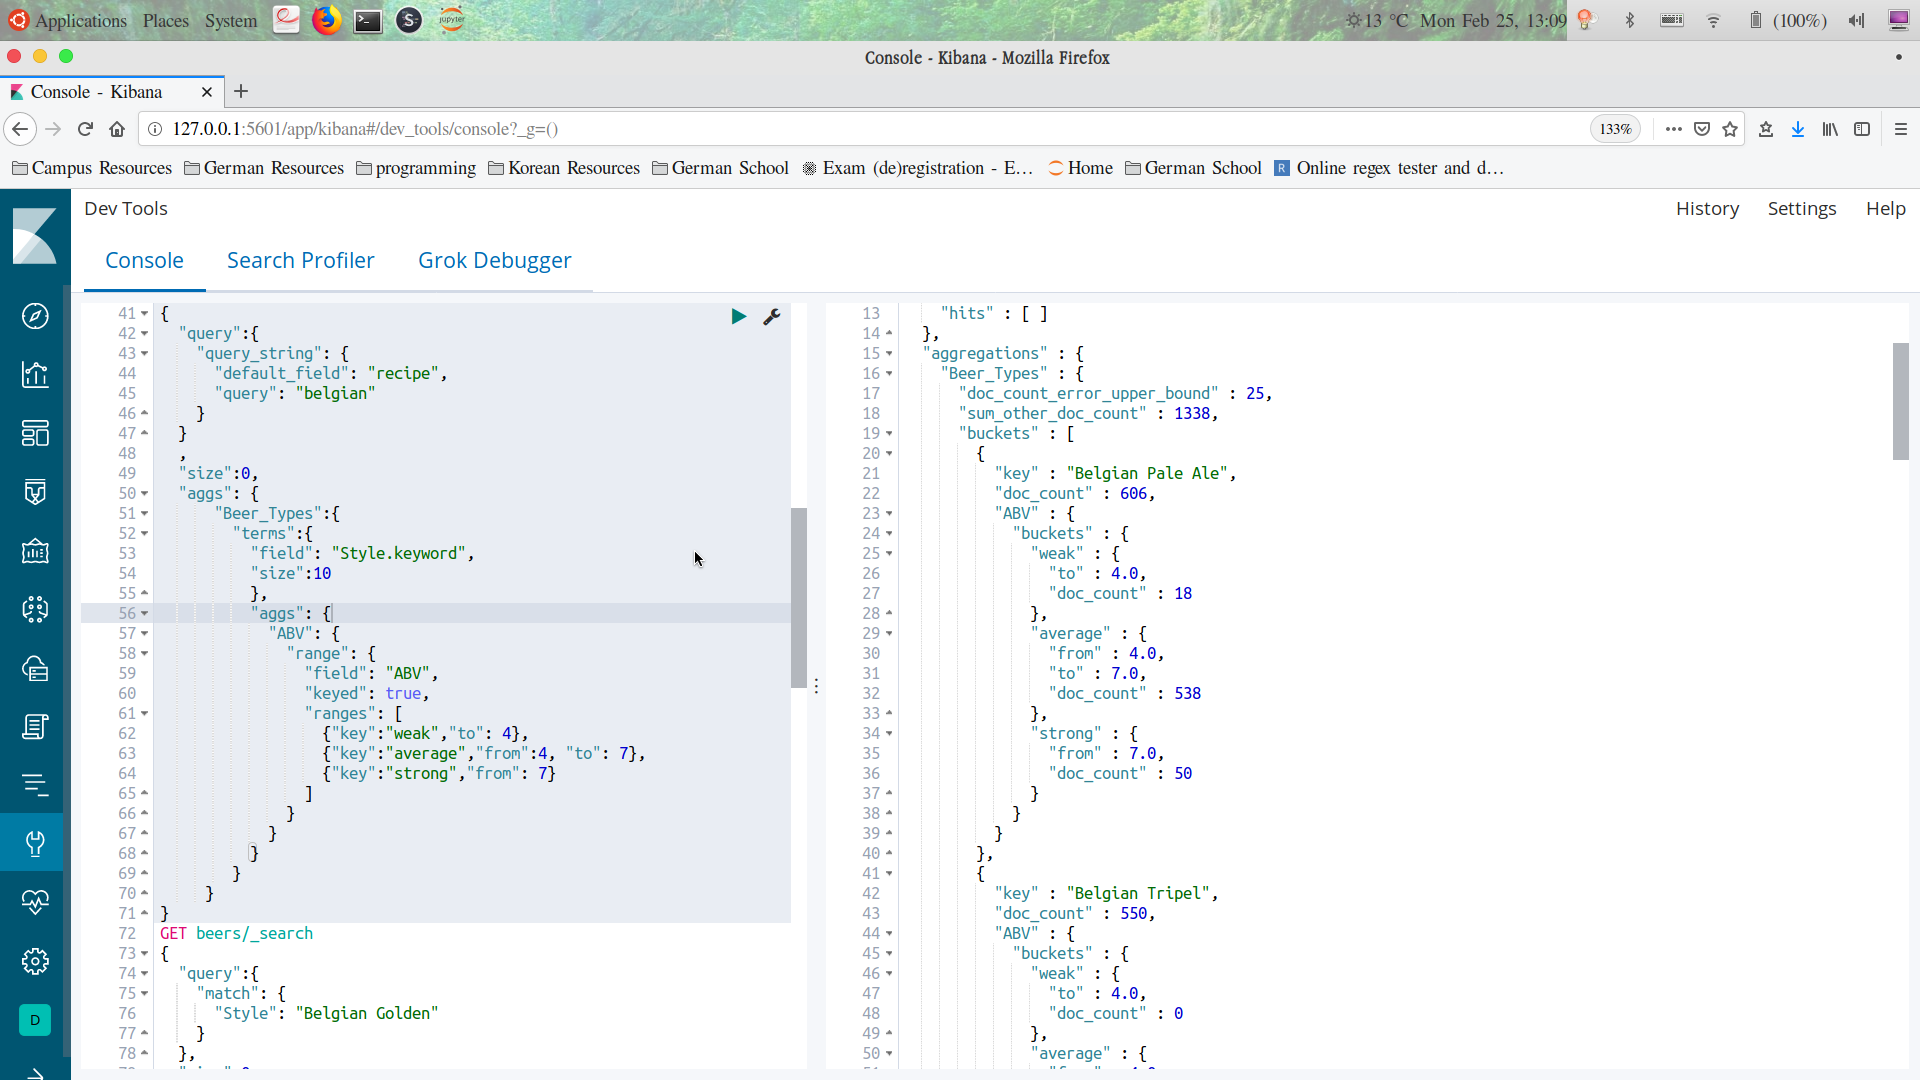 Applications Places System
jupyter
13 °C Mon Feb 25, 13:09 (100%)
Console - Kibana - Mozilla Firefox
Console - Kibana
127.0.0.1:5601/app/kibana#/dev_tools/console?_g=()
133%
Campus Resources German Resources programming Korean Resources German School Exam (de)registration - E… Home German School R Online regex tester and d…
Dev Tools
History Settings Help
Console Search Profiler Grok Debugger
41 {
42 "query":{
43 "query_string": {
44 "default_field": "recipe",
45 "query": "belgian"
46 }
47 }
48 ,
49 "size":0,
50 "aggs": {
51 "Beer_Types":{
52 "terms":{
53 "field": "Style.keyword",
54 "size":10
55 },
56 "aggs": {
57 "ABV": {
58 "range": {
59 "field": "ABV",
60 "keyed": true,
61 "ranges": [
62 {"key":"weak","to": 4},
63 {"key":"average","from":4, "to": 7},
64 {"key":"strong","from": 7}
65 ]
66 }
67 }
68 }
69 }
70 }
71 }
72 GET beers/_search
73 {
74 "query":{
75 "match": {
76 "Style": "Belgian Golden"
77 }
78 },
13 "hits" : [ ]
14 },
15 "aggregations" : {
16 "Beer_Types" : {
17 "doc_count_error_upper_bound" : 25,
18 "sum_other_doc_count" : 1338,
19 "buckets" : [
20 {
21 "key" : "Belgian Pale Ale",
22 "doc_count" : 606,
23 "ABV" : {
24 "buckets" : {
25 "weak" : {
26 "to" : 4.0,
27 "doc_count" : 18
28 },
29 "average" : {
30 "from" : 4.0,
31 "to" : 7.0,
32 "doc_count" : 538
33 },
34 "strong" : {
35 "from" : 7.0,
36 "doc_count" : 50
37 }
38 }
39 }
40 },
41 {
42 "key" : "Belgian Tripel",
43 "doc_count" : 550,
44 "ABV" : {
45 "buckets" : {
46 "weak" : {
47 "to" : 4.0,
48 "doc_count" : 0
49 },
50 "average" : {
D